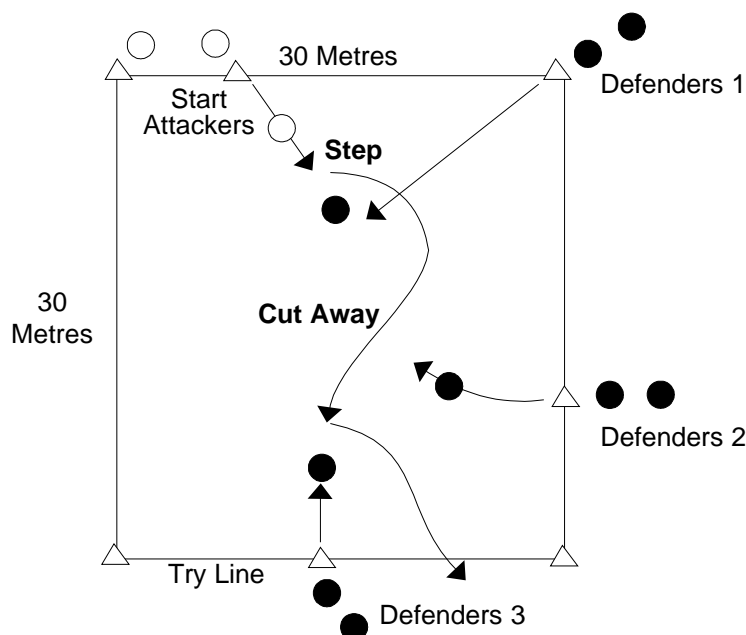 30 Metres
Defenders 1
Start
Attackers
Step
30
Metres
Cut Away
Defenders 2
Try Line
Defenders 3